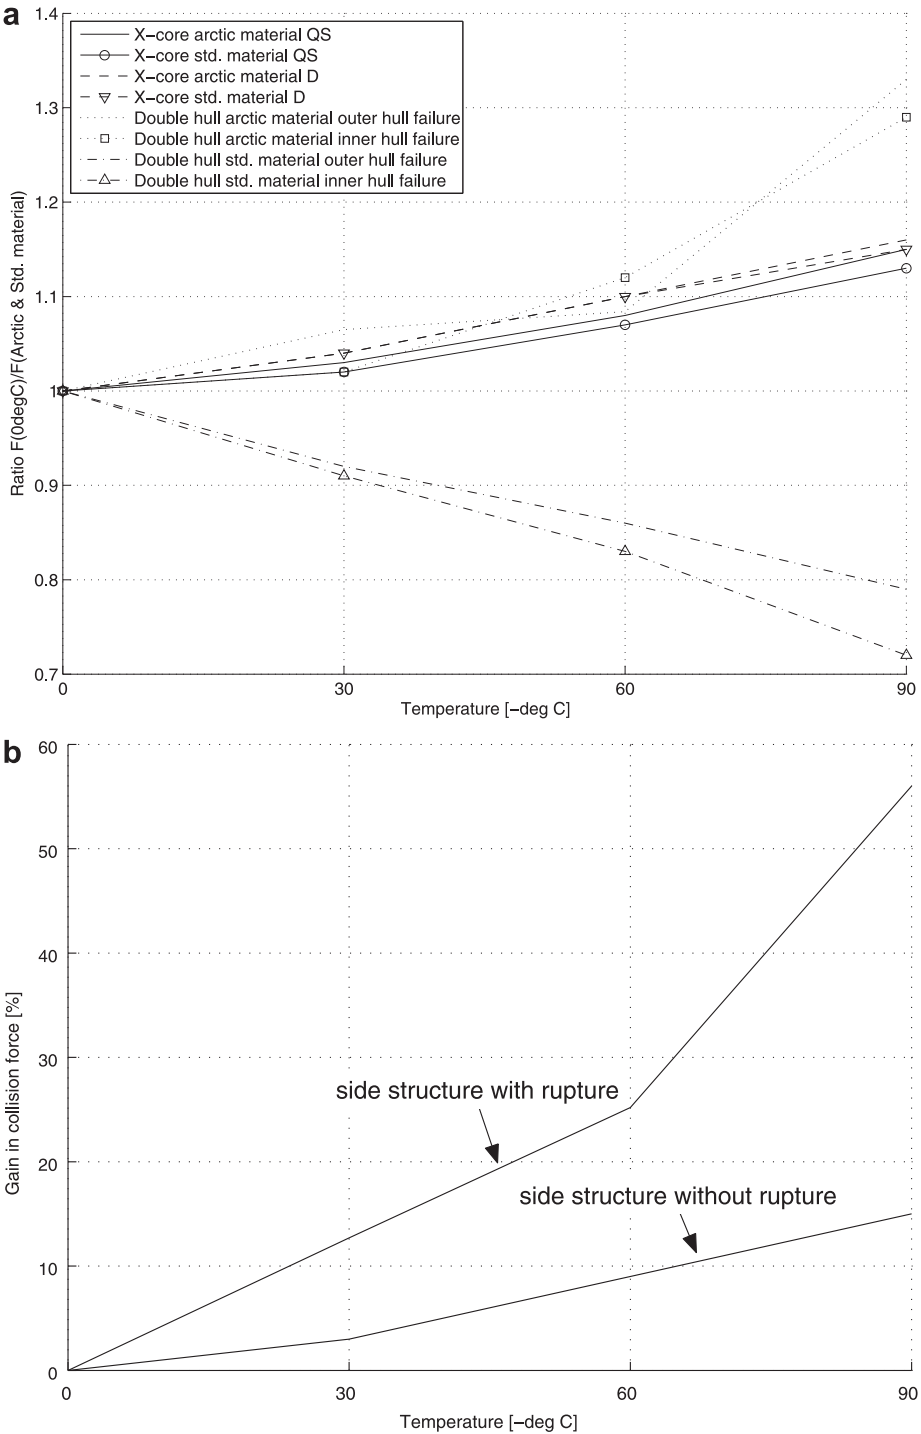 a
1.4
X−core arctic material QS
X−core std. material QS
X−core arctic material D
X−core std. material D
Double hull arctic material outer hull failure
Double hull arctic material inner hull failure
Double hull std. material outer hull failure
Double hull std. material inner hull failure
1.3
1.2
1.1
1
0.9
0.8
0.7
Ratio F(0degC)/F(Arctic & Std. material)
0
30
60
90
Temperature [−deg C]
b
60
50
40
30
20
10
0
Gain in collision force [%]
side structure with rupture
side structure without rupture
0
30
60
90
Temperature [−deg C]